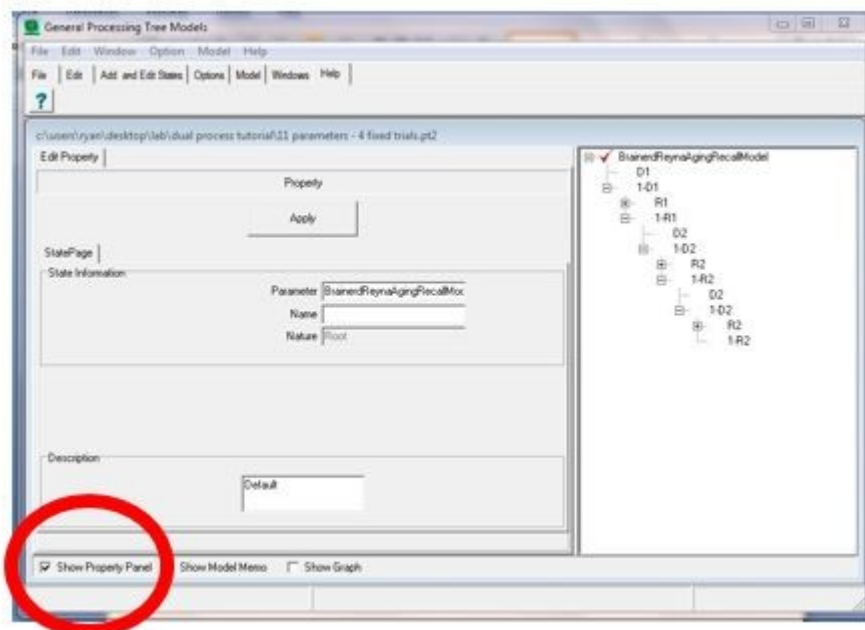 General Processing Tree Models
File Edit Window Option Model Help
File Edit Add and Edit States Options Model Windows Help
?
c:\users\ryan\desktop\lab\dual process tutorial\11 parameters - 4 fixed trials.pt2
Edit Property
Property
Apply
StatePage
State Information
Parameter BrainerdReynaAgingRecallMoc
Name
Nature Root
Description
Default
Show Property Panel Show Model Memo Show Graph
BrainerdReynaAgingRecallModel
D1
1-D1
R1
1-R1
D2
1-D2
R2
1-R2
D2
1-D2
R2
1-R2